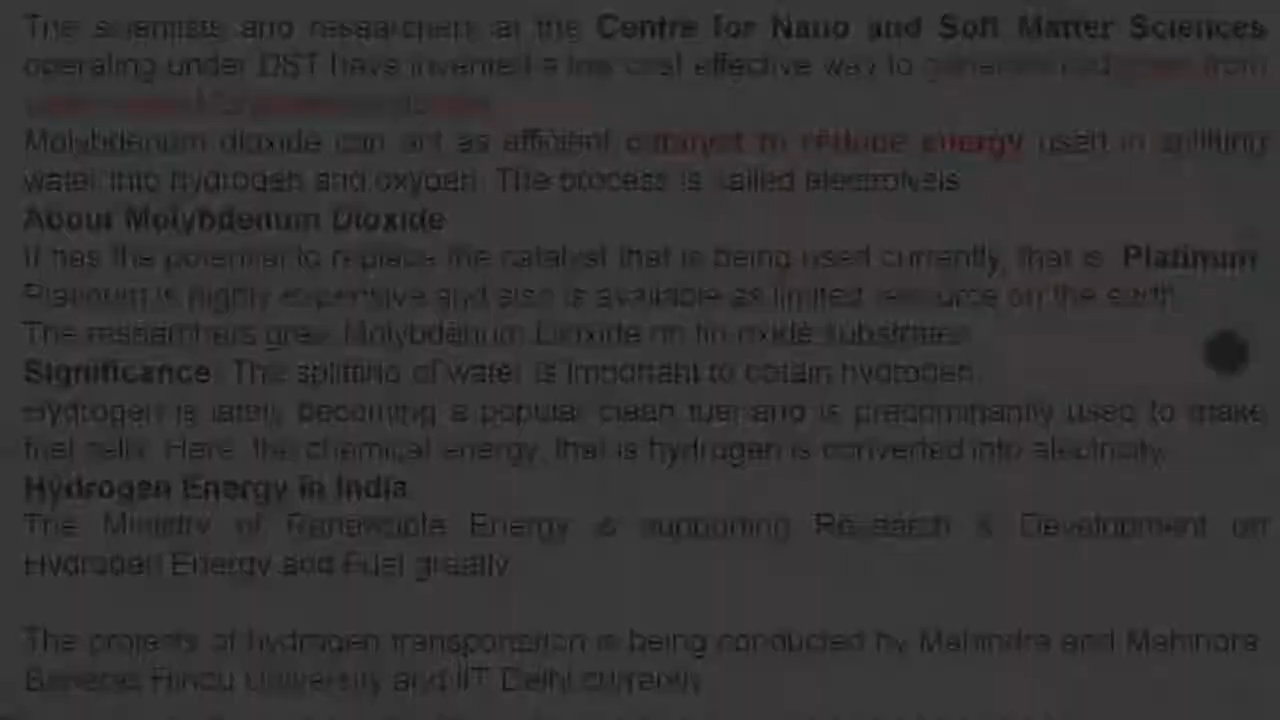 The scientists and researchers at the Centre for Nano and Soft Matter Sciences
operating under DST have invented a low cost effective way to generate hydrogen from
Molybdenum dioxide can act as efficient catalyst to reduce energy used in splitting
water into hydrogen and oxygen. The process is called electrolysis
About Molybdenum Dioxide
It has the potential to replace the catalyst that is being used currently, that is, Platinum.
Platinum is highly expensive and also is available as limited resource on the earth.
The researchers grew Molybdenum Dioxide on tin oxide substrates
Significance: The splitting of water is important to obtain hydrogen.
Hydrogen is lately becoming a popular clean fuel and is predominantly used to make
fuel cells. Here, the chemical energy, that is hydrogen is converted into electricity.
Hydrogen Energy in India
The Ministry of Renewable Energy is supporting Research & Development on
Hydrogen Energy and Fuel greatly.
The projects of hydrogen transportation is being conducted by Mahindra and Mahindra,
Banaras Hindu University and IIT Delhi currently.